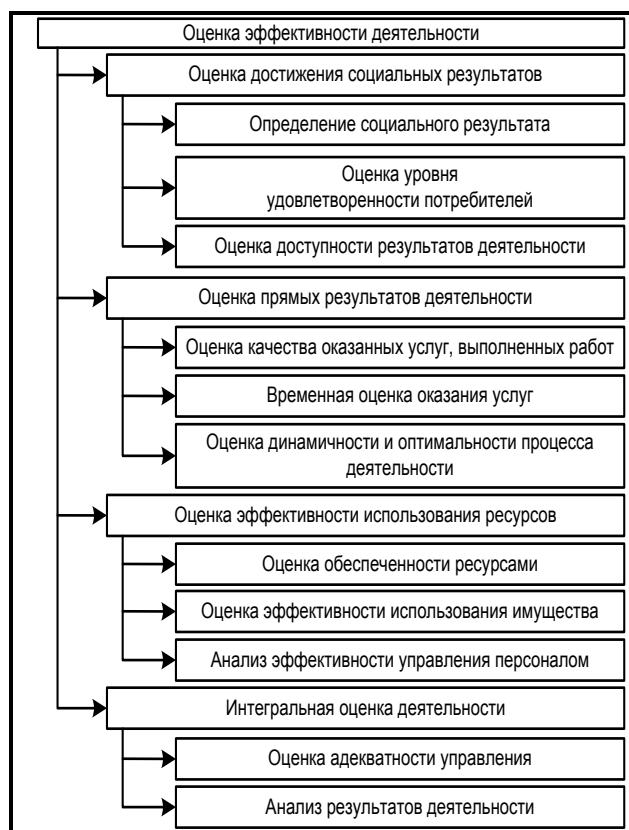 Оценка эффективности деятельности
Оценка достижения социальных результатов
Определение социального результата
Оценка уровня
удовлетворенности потребителей
Оценка доступности результатов деятельности
Оценка прямых результатов деятельности
Оценка качества оказанных услуг, выполненных работ
Временная оценка оказания услуг
Оценка динамичности и оптимальности процесса
деятельности
Оценка эффективности использования ресурсов
Оценка обеспеченности ресурсами
Оценка эффективности использования имущества
Анализ эффективности управления персоналом
Интегральная оценка деятельности
Оценка адекватности управления
Анализ результатов деятельности